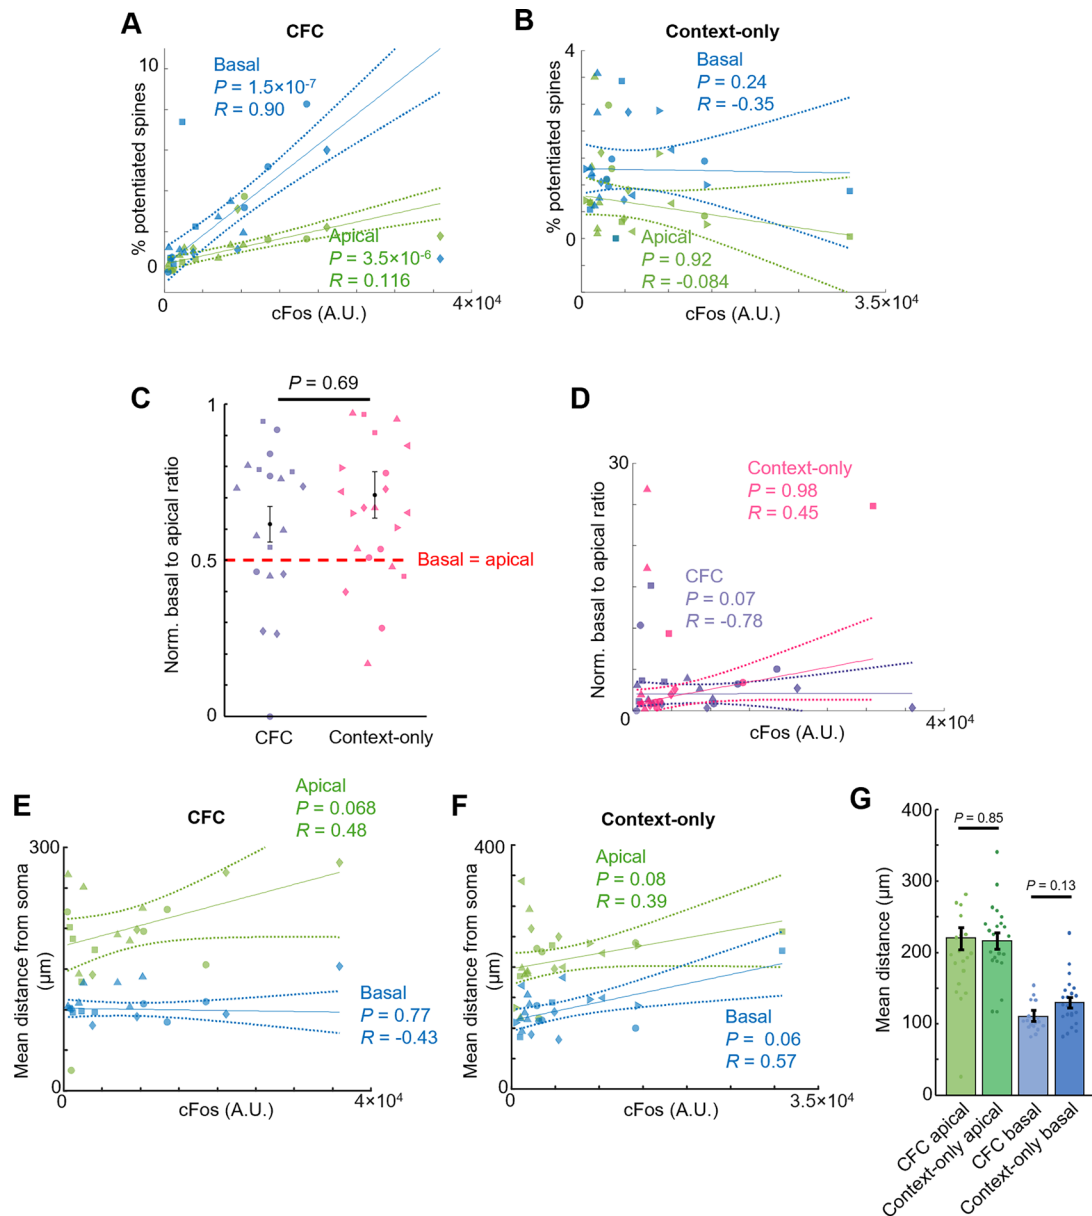 A
CFC
Basal
P = 1.5×10⁻⁷
R = 0.90
Apical
P = 3.5×10⁻⁶
R = 0.116
% potentiated spines
10
0
0
4×10⁴
cFos (A.U.)
B
Context-only
Basal
P = 0.24
R = -0.35
Apical
P = 0.92
R = -0.084
% potentiated spines
4
0
0
3.5×10⁴
cFos (A.U.)
C
P = 0.69
Norm. basal to apical ratio
1
0.5
0
Basal = apical
CFC
Context-only
D
Context-only
P = 0.98
R = 0.45
CFC
P = 0.07
R = -0.78
Norm. basal to apical ratio
30
0
4×10⁴
cFos (A.U.)
E
CFC
Apical
P = 0.068
R = 0.48
Basal
P = 0.77
R = -0.43
Mean distance from soma
(µm)
300
0
0
4×10⁴
cFos (A.U.)
F
Context-only
Apical
P = 0.08
R = 0.39
Basal
P = 0.06
R = 0.57
Mean distance from soma
(µm)
400
0
0
3.5×10⁴
cFos (A.U.)
G
P = 0.85
P = 0.13
Mean distance (µm)
400
300
200
100
0
CFC apical
Context-only apical
CFC basal
Context-only basal